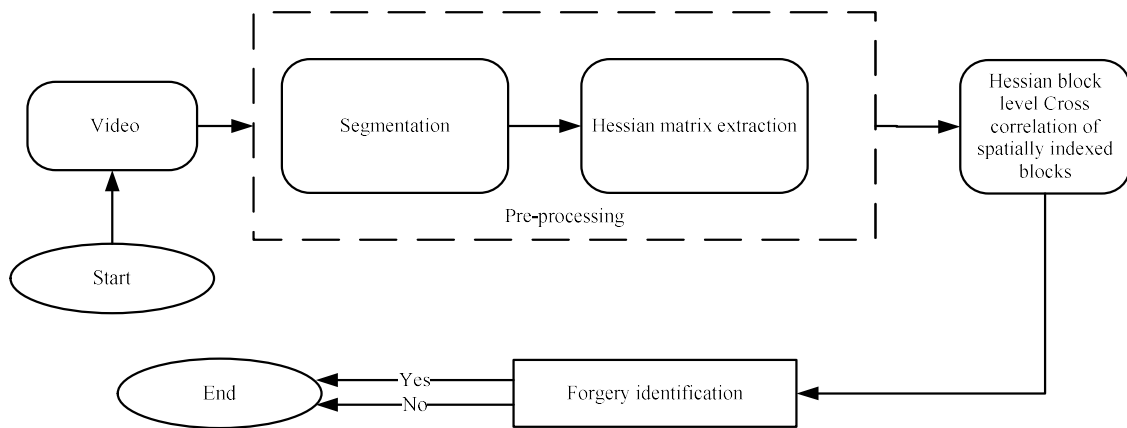 Video
Segmentation
Hessian matrix extraction
Hessian block
level Cross
correlation of
spatially indexed
blocks
Pre-processing
Start
End
Yes
No
Forgery identification